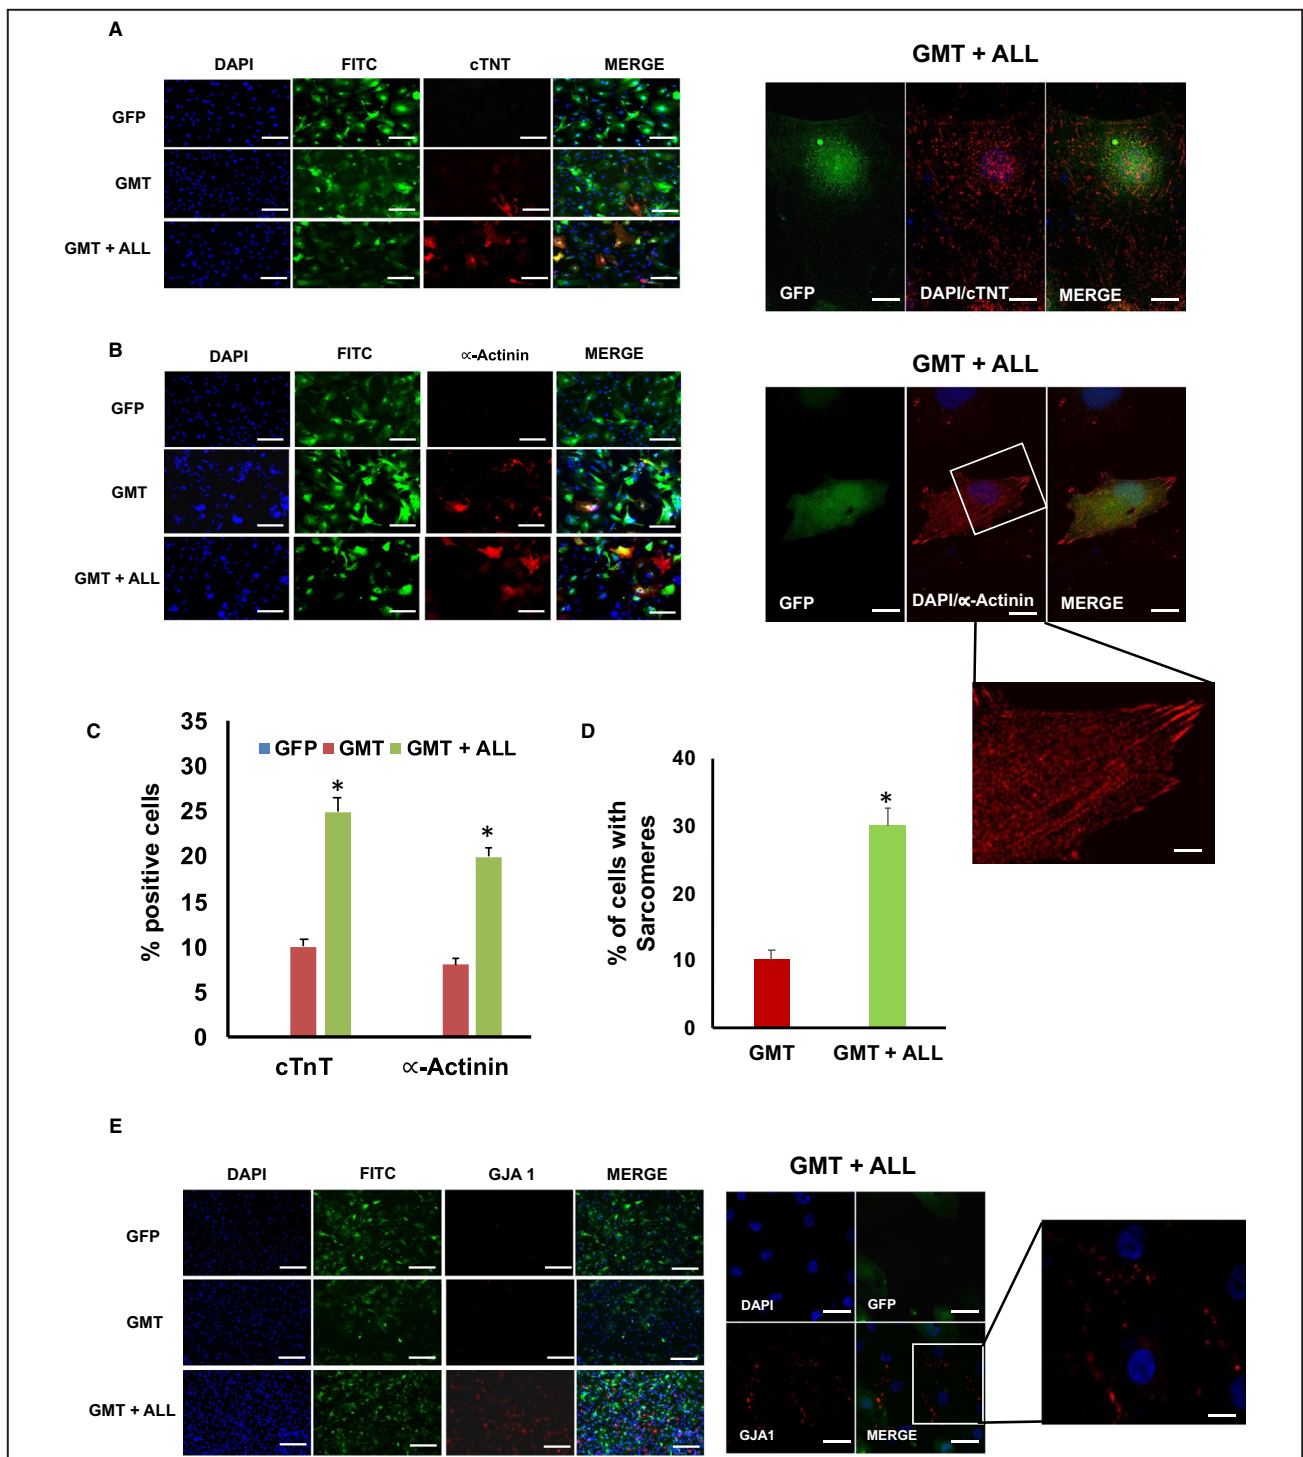 A
DAPI FITC cTNT MERGE
GFP
GMT
GMT + ALL
GMT + ALL
GFP DAPI/cTNT MERGE
B
DAPI FITC ∝-Actinin MERGE
GFP
GMT
GMT + ALL
GMT + ALL
GFP DAPI/∝-Actinin MERGE
C
% positive cells
35
30
25
20
15
10
5
0
GFP GMT GMT + ALL
*
*
cTnT ∝-Actinin
D
% of cells with
Sarcomeres
40
30
20
10
0
*
GMT GMT + ALL
E
DAPI FITC GJA 1 MERGE
GFP
GMT
GMT + ALL
GMT + ALL
DAPI GFP
GJA1 MERGE